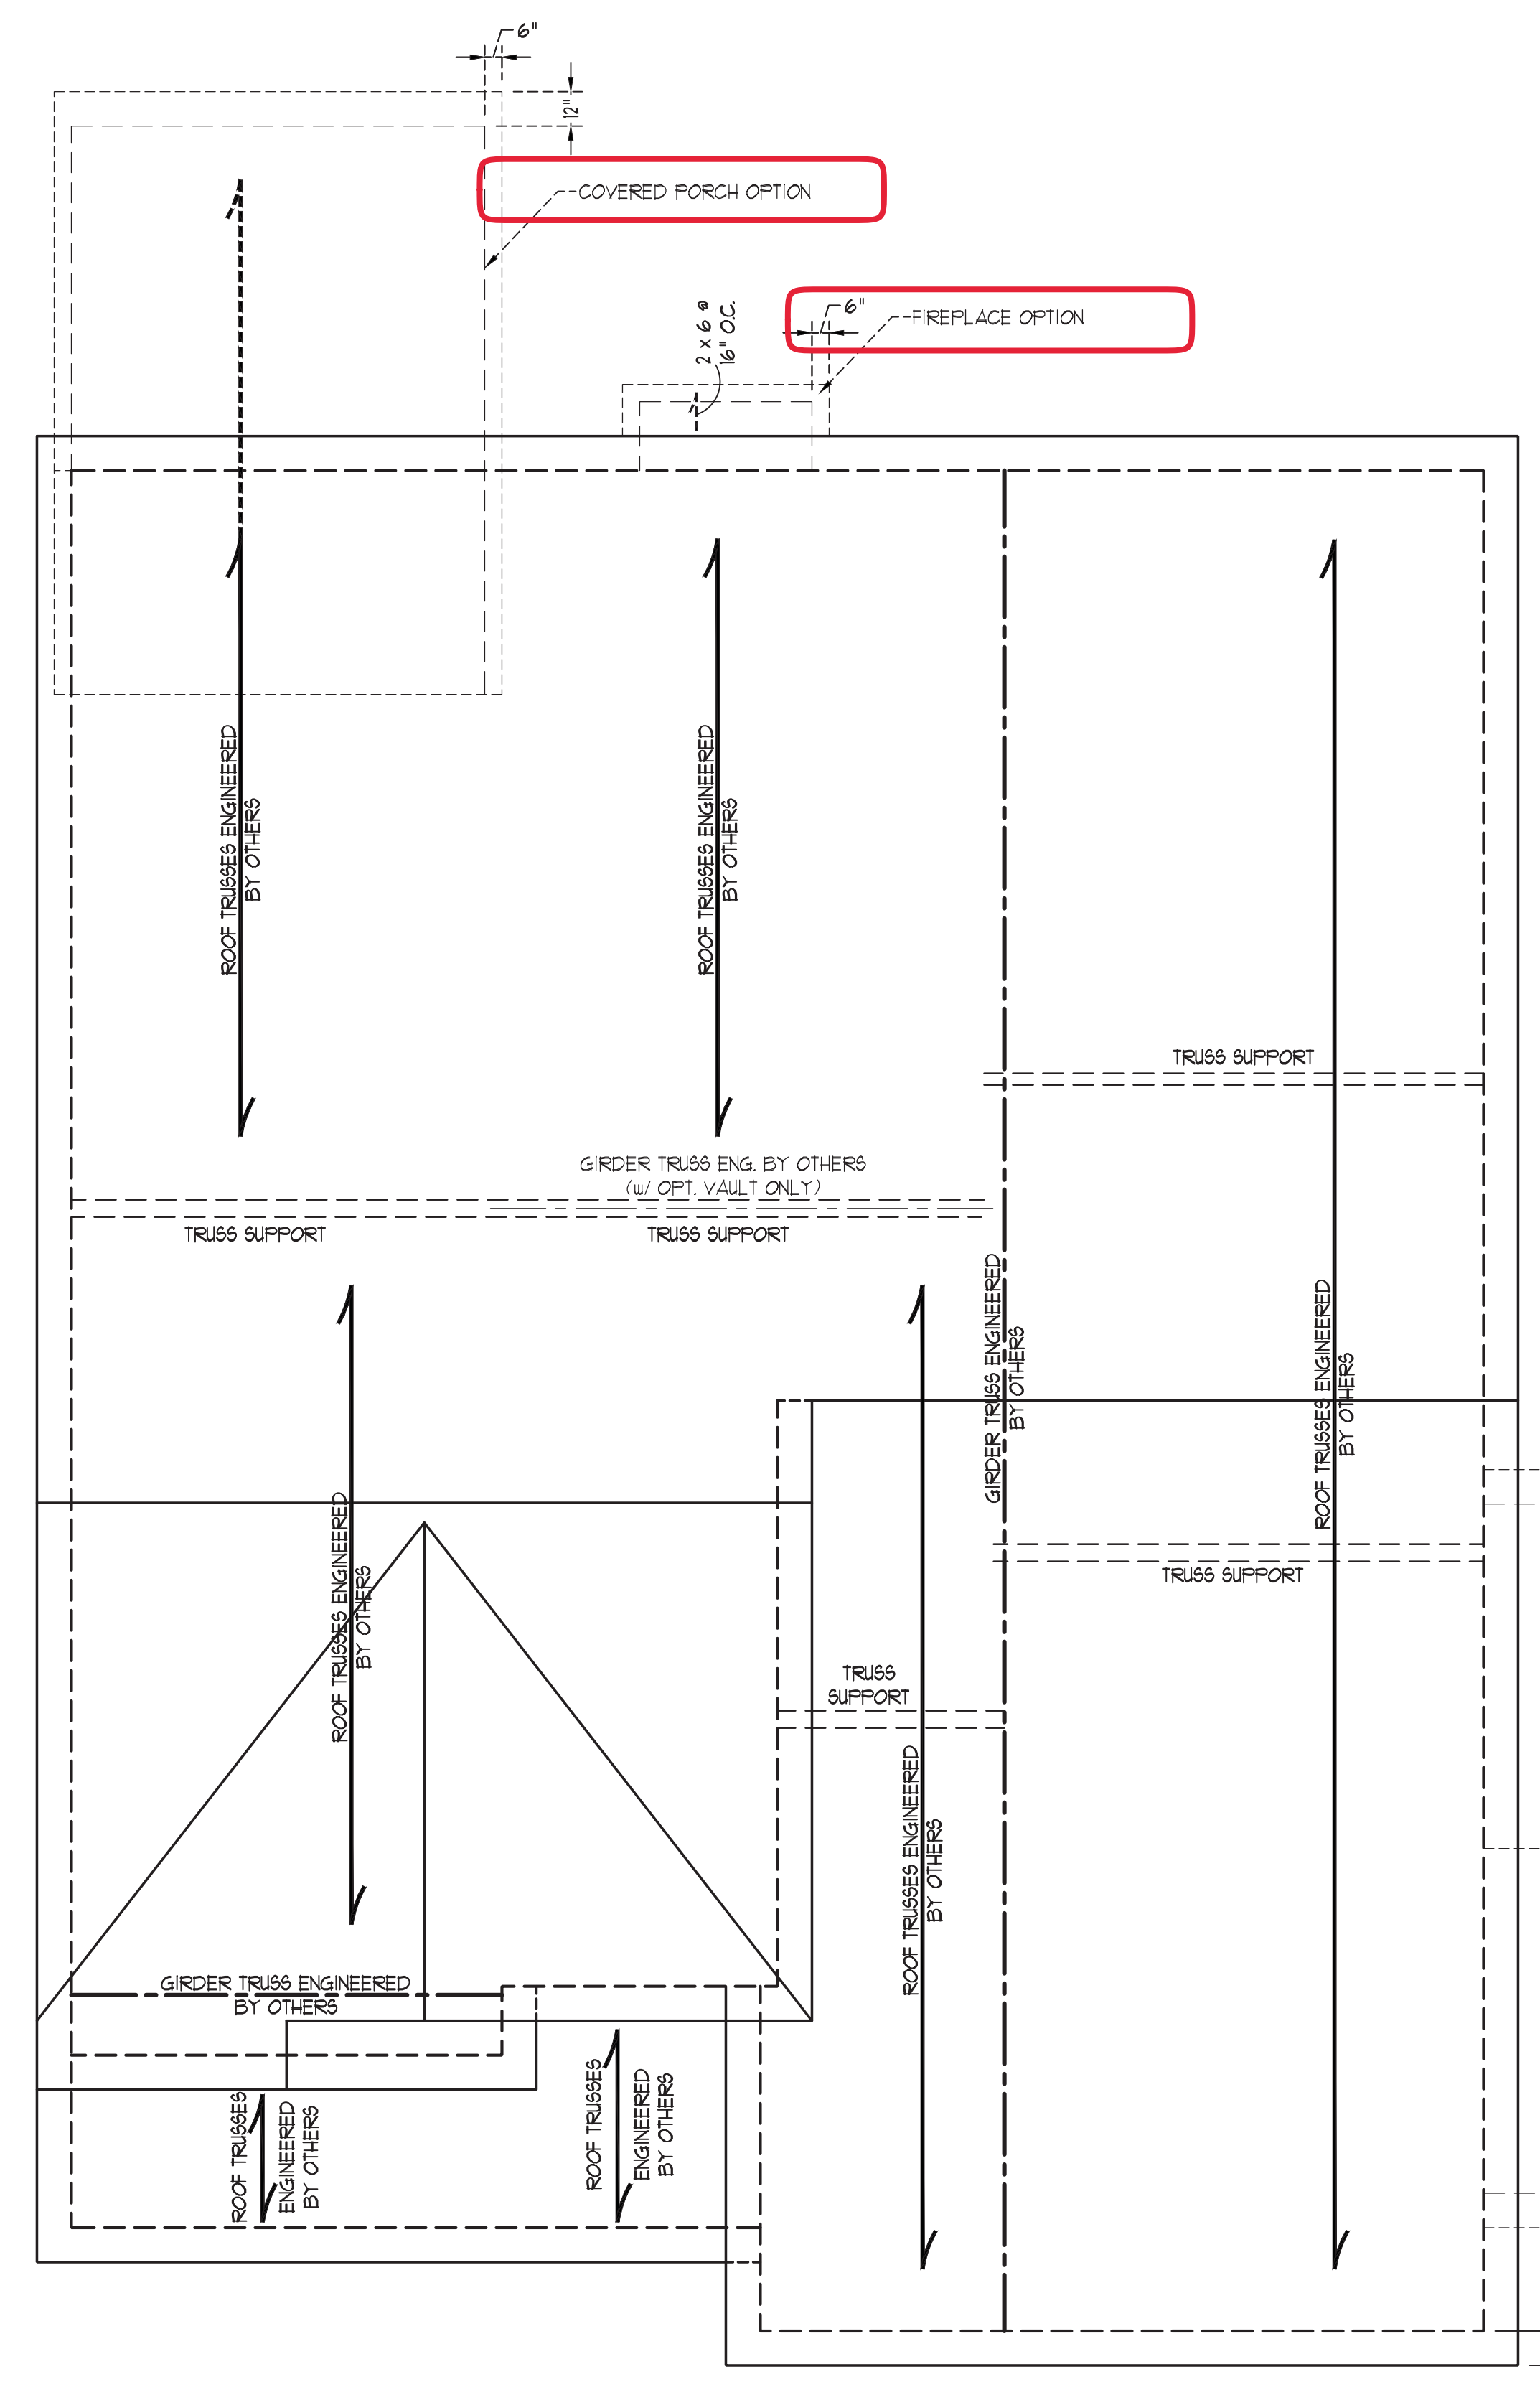 6"
12"
COVERED PORCH OPTION
2 x 6 @
16" O.C.
6"
FIREPLACE OPTION
ROOF TRUSSES ENGINEERED
BY OTHERS
ROOF TRUSSES ENGINEERED
BY OTHERS
TRUSS SUPPORT
GIRDER TRUSS ENG. BY OTHERS
(w/ OPT. VAULT ONLY)
TRUSS SUPPORT
TRUSS SUPPORT
GIRDER TRUSS ENGINEERED
BY OTHERS
ROOF TRUSSES ENGINEERED
BY OTHERS
ROOF TRUSSES ENGINEERED
BY OTHERS
TRUSS SUPPORT
TRUSS
SUPPORT
ROOF TRUSSES ENGINEERED
BY OTHERS
GIRDER TRUSS ENGINEERED
BY OTHERS
ROOF TRUSSES
ENGINEERED
BY OTHERS
ROOF TRUSSES
ENGINEERED
BY OTHERS